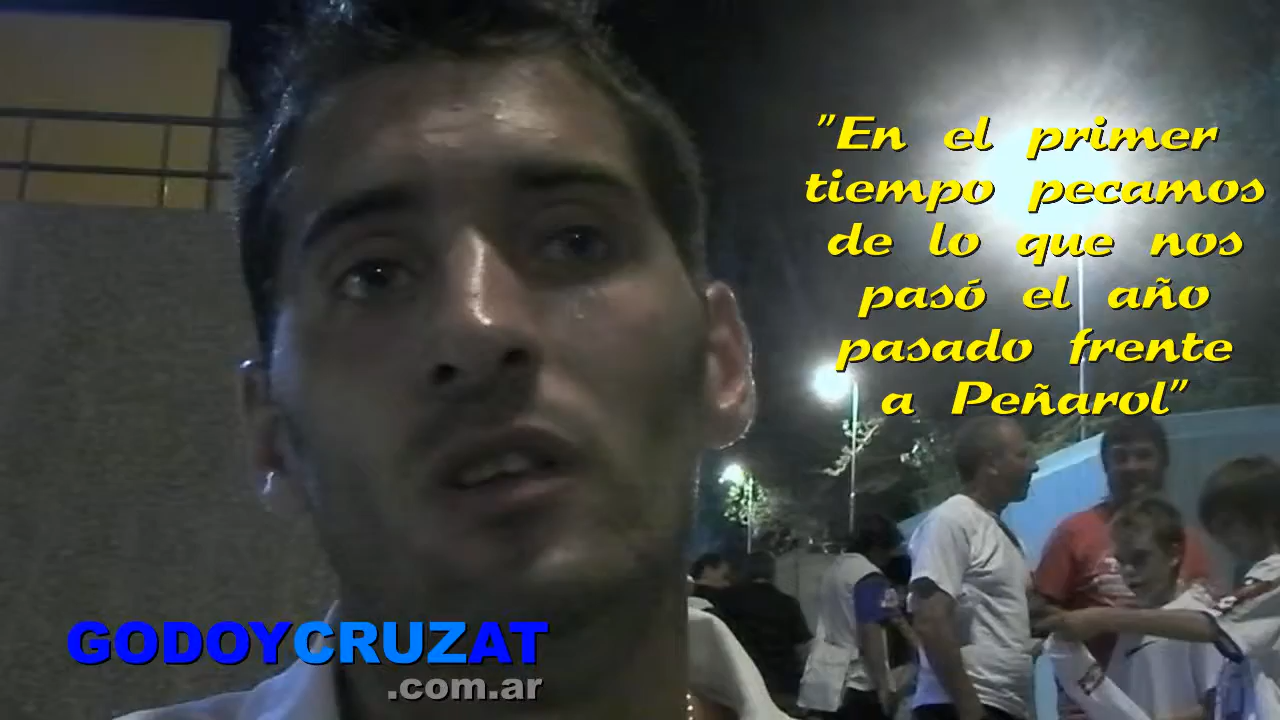 "En el primer
tiempo pecamos
de lo que nos
pasó el año
pasado frente
a Peñarol"
GODOYCRUZAT
.com.ar